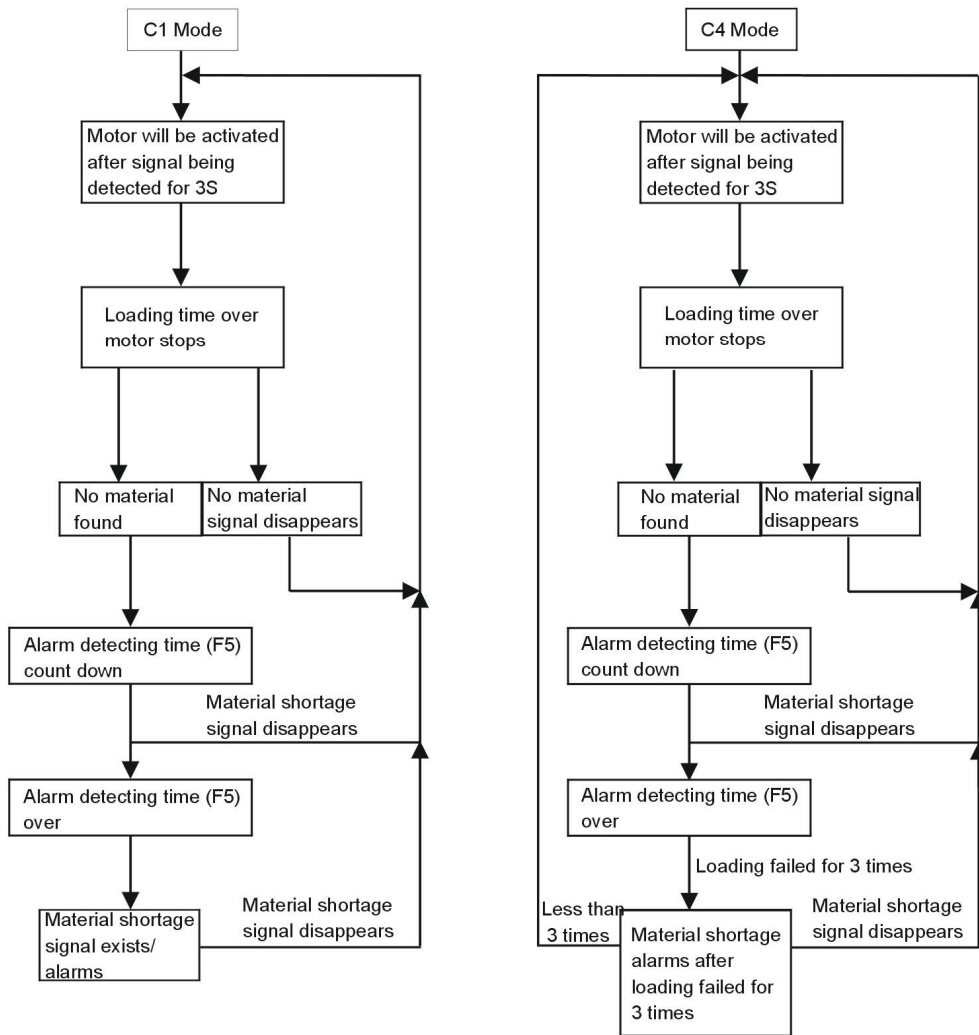 C1 Mode
Motor will be activated
after signal being
detected for 3S
Loading time over
motor stops
No material
found
No material
signal disappears
Alarm detecting time (F5)
count down
Material shortage
signal disappears
Alarm detecting time (F5)
over
Material shortage
signal exists/
alarms
Material shortage
signal disappears
C4 Mode
Motor will be activated
after signal being
detected for 3S
Loading time over
motor stops
No material
found
No material signal
disappears
Alarm detecting time (F5)
count down
Material shortage
signal disappears
Alarm detecting time (F5)
over
Loading failed for 3 times
Less than
3 times
Material shortage
alarms after
loading failed for
3 times
Material shortage
signal disappears